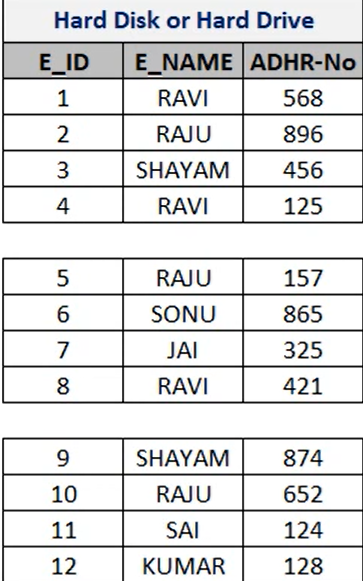 Hard Disk or Hard Drive
E_ID E_NAME ADHR-No
1 RAVI 568
2 RAJU 896
3 SHAYAM 456
4 RAVI 125
5 RAJU 157
6 SONU 865
7 JAI 325
8 RAVI 421
9 SHAYAM 874
10 RAJU 652
11 SAI 124
12 KUMAR 128